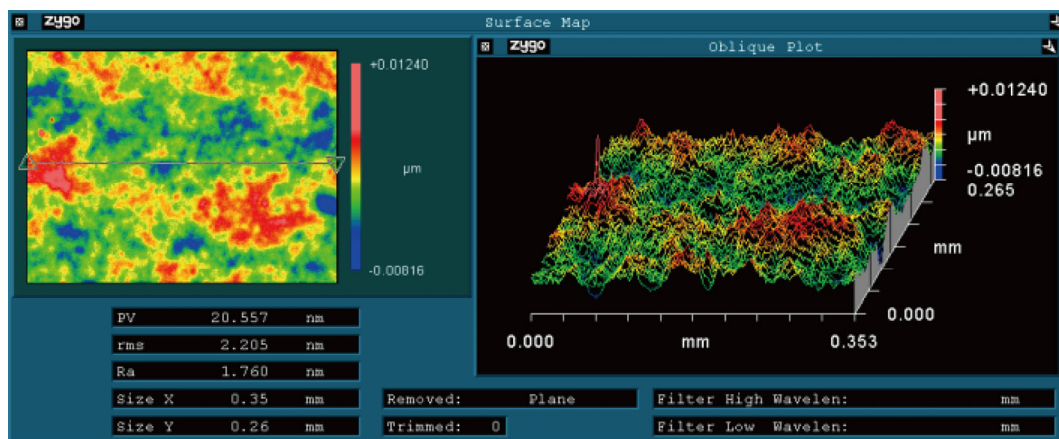 zygo Surface Map
+0.01240
µm
-0.00816
zygo Oblique Plot
+0.01240
µm
-0.00816
0.265
mm
0.000
0.000 mm 0.353
PV 20.557 nm
rms 2.205 nm
Ra 1.760 nm
Size X 0.35 mm
Size Y 0.26 mm
Removed: Plane
Trimmed: 0
Filter High Wavelen: mm
Filter Low Wavelen: mm